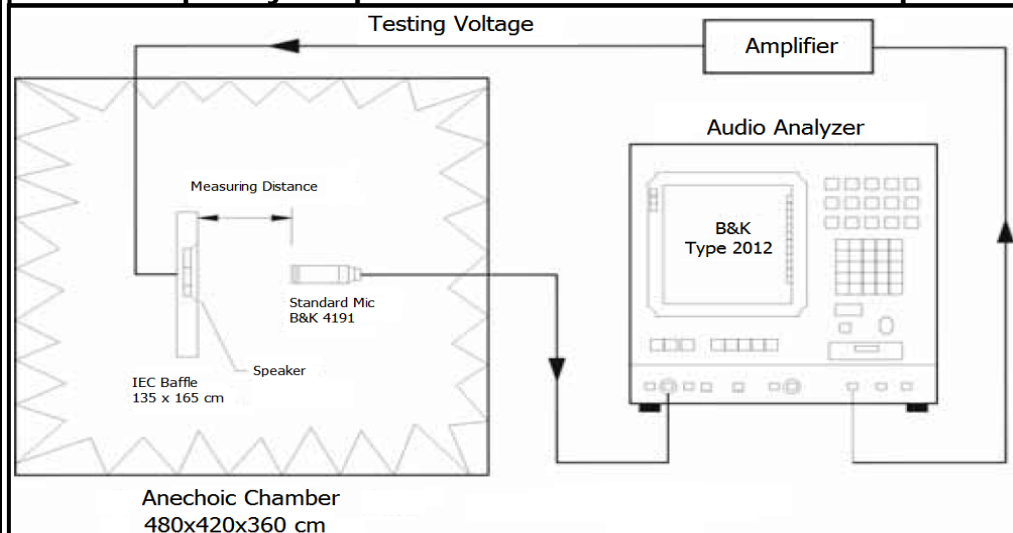 Testing Voltage
Amplifier
Audio Analyzer
Measuring Distance
B&K
Type 2012
Standard Mic
B&K 4191
Speaker
IEC Baffle
135 x 165 cm
Anechoic Chamber
480x420x360 cm